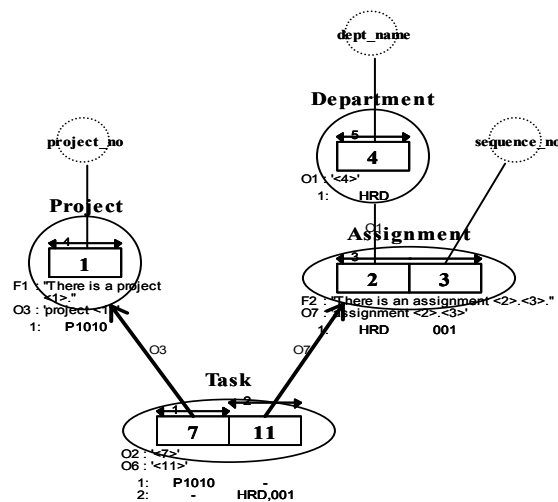 dept_name
Department
5
4
O1 : '<4>'
1: HRD
project_no
sequence_no
Project
4
1
F1 : "There is a project
<1>."
O3 : 'project <1>'
1: P1010
O1
Assignment
3
2 3
F2 : "There is an assignment <2>.<3>."
O7 : 'assignment <2>.<3>'
1: HRD 001
O3
O7
Task
1 2
7 11
O2 : '<7>'
O6 : '<11>'
1: P1010 -
2: - HRD,001